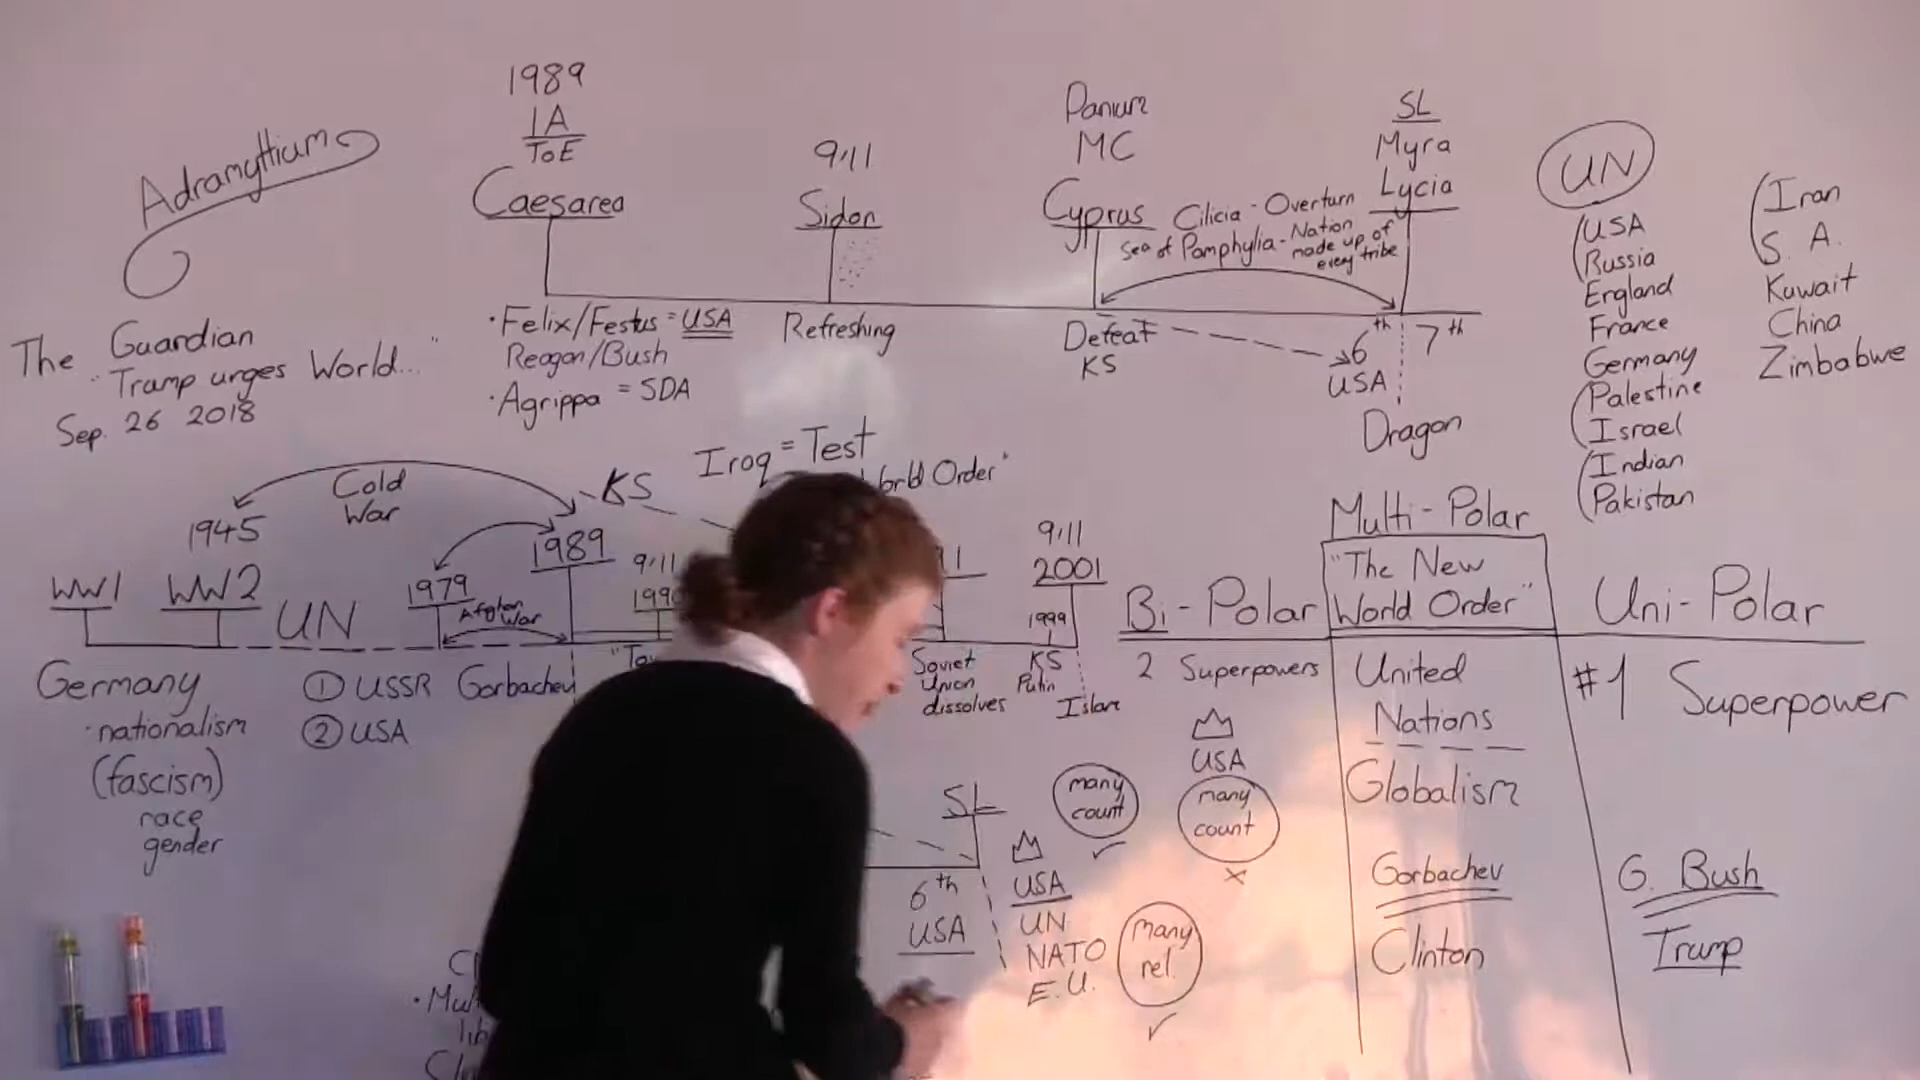 Adramyttium
The Guardian
"Trump urges World..."
Sep. 26 2018
1989
1A
ToE
Caesarea
9/11
Sidon
Panium
MC
Cyprus
Cilicia - Overturn
Sea of Pamphylia - Nation
made up of
every tribe
SL
Myra
Lycia
· Felix/Festus = USA
Reagan/Bush
· Agrippa = SDA
Refreshing
Defeat
KS
6th
USA
7th
Dragon
UN
USA
Russia
England
France
Germany
Palestine
Israel
Indian
Pakistan
Iran
S. A.
Kuwait
China
Zimbabwe
Cold
War
1945
KS
Iraq = Test
World Order"
WW1
WW2
UN
1979
Afghan
War
1989
9/11
9/11
2001
1999
Germany
· nationalism
(fascism)
race
gender
① USSR
② USA
Gorbachev
Soviet
Union
dissolves
KS
Putin
Islam
Bi - Polar
2 Superpowers
USA
many
count
x
Multi - Polar
"The New
World Order"
United
Nations
Globalism
Gorbachev
Clinton
Uni - Polar
#1 Superpower
G. Bush
Trump
SL
6th
USA
USA
UN
NATO
E.U.
many
count
✓
many
rel.
✓